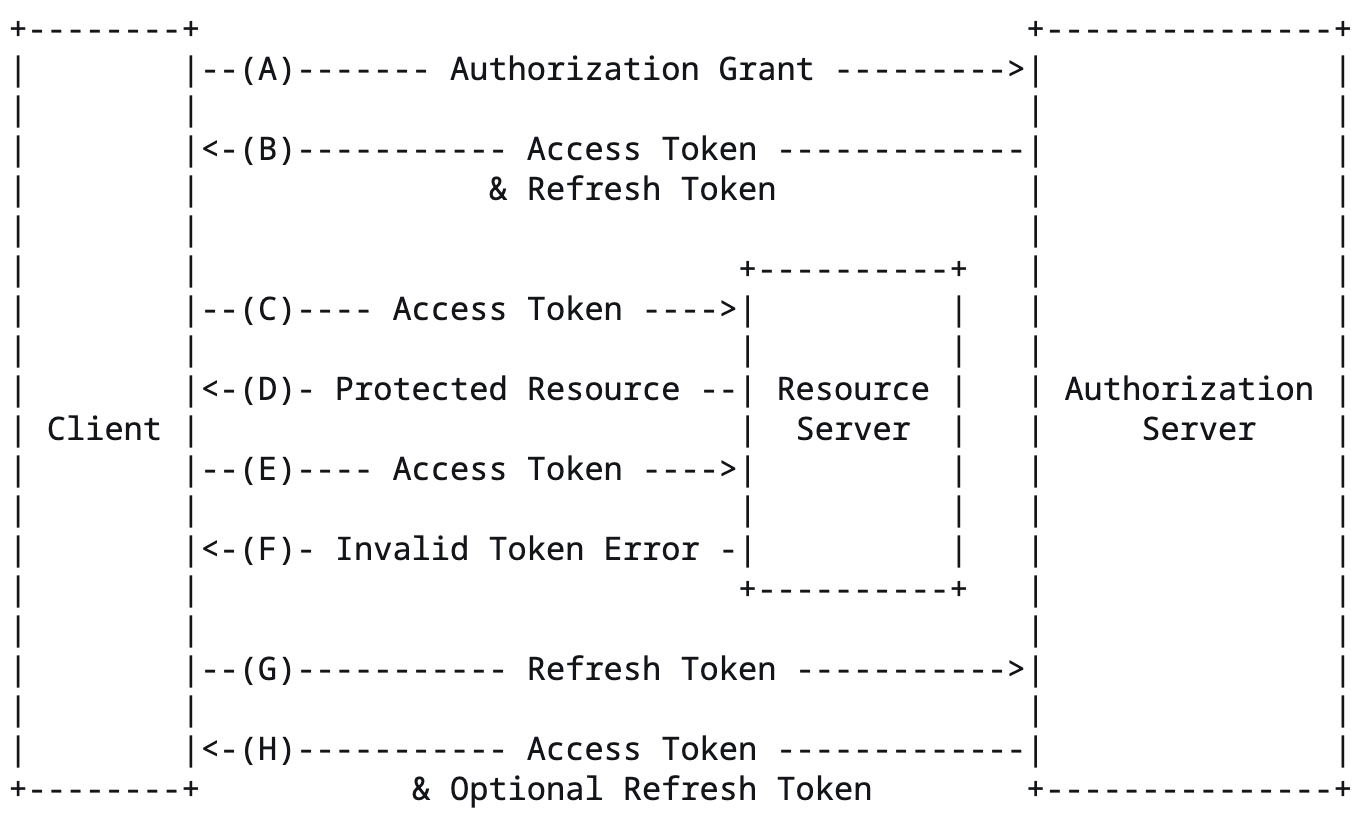 +--------+                                           +---------------+
|        |--(A)------- Authorization Grant --------->|               |
|        |                                           |               |
|        |<-(B)----------- Access Token -------------|               |
|        |               & Refresh Token             |               |
|        |                                           |               |
|        |                            +----------+   |               |
|        |--(C)---- Access Token ---->|          |   |               |
|        |                            |          |   |               |
|        |<-(D)- Protected Resource --| Resource |   | Authorization |
| Client |                            |  Server  |   |     Server    |
|        |--(E)---- Access Token ---->|          |   |               |
|        |                            |          |   |               |
|        |<-(F)- Invalid Token Error -|          |   |               |
|        |                            +----------+   |               |
|        |                                           |               |
|        |--(G)----------- Refresh Token ----------->|               |
|        |                                           |               |
|        |<-(H)----------- Access Token -------------|               |
+--------+           & Optional Refresh Token        +---------------+